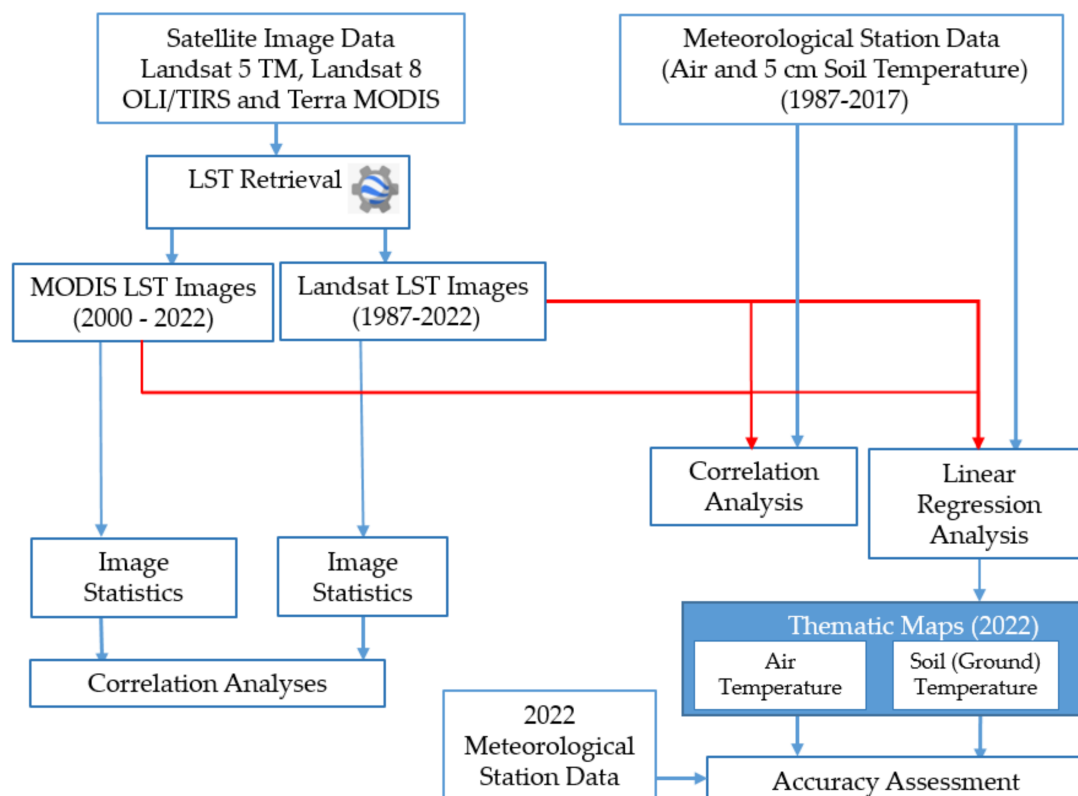 Satellite Image Data
Landsat 5 TM, Landsat 8
OLI/TIRS and Terra MODIS
Meteorological Station Data
(Air and 5 cm Soil Temperature)
(1987-2017)
LST Retrieval
MODIS LST Images
(2000 - 2022)
Landsat LST Images
(1987-2022)
Correlation
Analysis
Linear
Regression
Analysis
Image
Statistics
Image
Statistics
Correlation Analyses
Thematic Maps (2022)
Air
Temperature
Soil (Ground)
Temperature
2022
Meteorological
Station Data
Accuracy Assessment